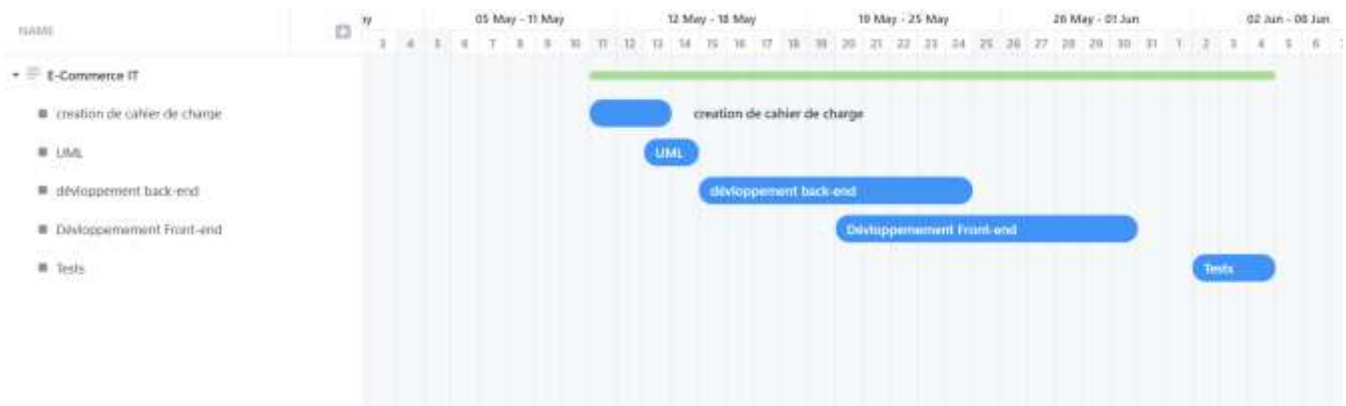 NAME
y 05 May - 11 May 12 May - 18 May 19 May - 25 May 26 May - 01 Jun 02 Jun - 08 Jun
3 4 5 6 7 8 9 10 11 12 13 14 15 16 17 18 19 20 21 22 23 24 25 26 27 28 29 30 31 1 2 3 4 5 6
E-Commerce IT
creation de cahier de charge creation de cahier de charge
UML UML
dévloppement back-end dévloppement back-end
Dévloppemement Front-end Dévloppemement Front-end
Tests Tests